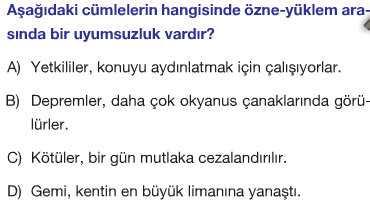 Aşağıdaki cümlelerin hangisinde özne-yüklem ara-
sında bir uyumsuzluk vardır?
A) Yetkililer, konuyu aydınlatmak için çalışıyorlar.
B) Depremler, daha çok okyanus çanaklarında görü-
lürler.
C) Kötüler, bir gün mutlaka cezalandırılır.
D) Gemi, kentin en büyük limanına yanaştı.